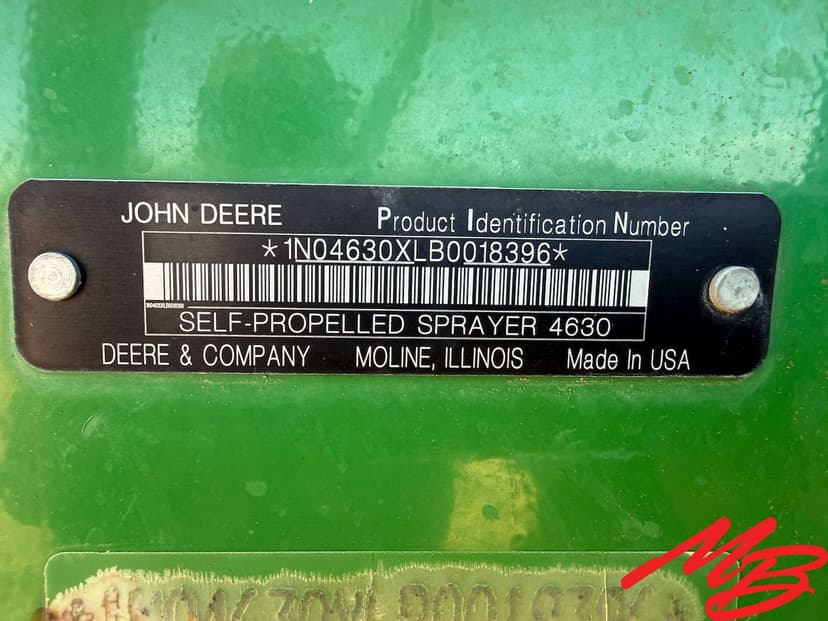 JOHN DEERE Product Identification Number
*1N04630XLB0018396*
SELF-PROPELLED SPRAYER 4630
DEERE & COMPANY MOLINE, ILLINOIS Made In USA
MB